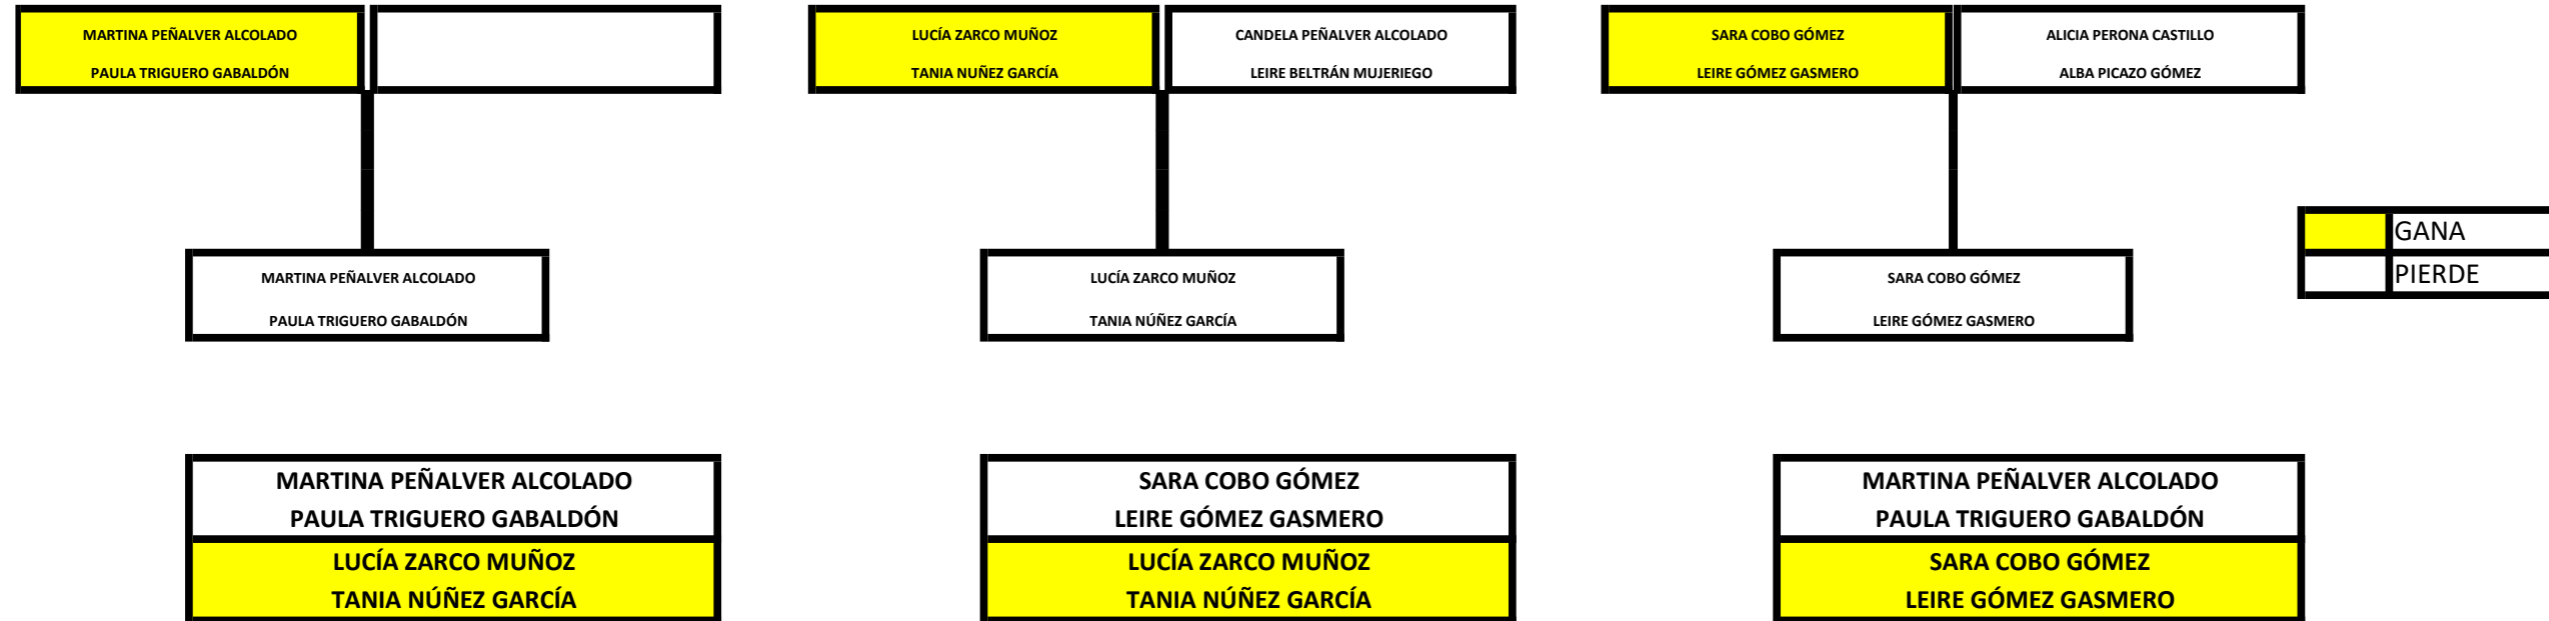 MARTINA PEÑALVER ALCOLADO
PAULA TRIGUERO GABALDÓN
LUCÍA ZARCO MUÑOZ
TANIA NUÑEZ GARCÍA
CANDELA PEÑALVER ALCOLADO
LEIRE BELTRÁN MUJERIEGO
SARA COBO GÓMEZ
LEIRE GÓMEZ GASMERO
ALICIA PERONA CASTILLO
ALBA PICAZO GÓMEZ
GANA
PIERDE
MARTINA PEÑALVER ALCOLADO
PAULA TRIGUERO GABALDÓN
LUCÍA ZARCO MUÑOZ
TANIA NÚÑEZ GARCÍA
SARA COBO GÓMEZ
LEIRE GÓMEZ GASMERO
MARTINA PEÑALVER ALCOLADO
PAULA TRIGUERO GABALDÓN
LUCÍA ZARCO MUÑOZ
TANIA NÚÑEZ GARCÍA
SARA COBO GÓMEZ
LEIRE GÓMEZ GASMERO
LUCÍA ZARCO MUÑOZ
TANIA NÚÑEZ GARCÍA
MARTINA PEÑALVER ALCOLADO
PAULA TRIGUERO GABALDÓN
SARA COBO GÓMEZ
LEIRE GÓMEZ GASMERO